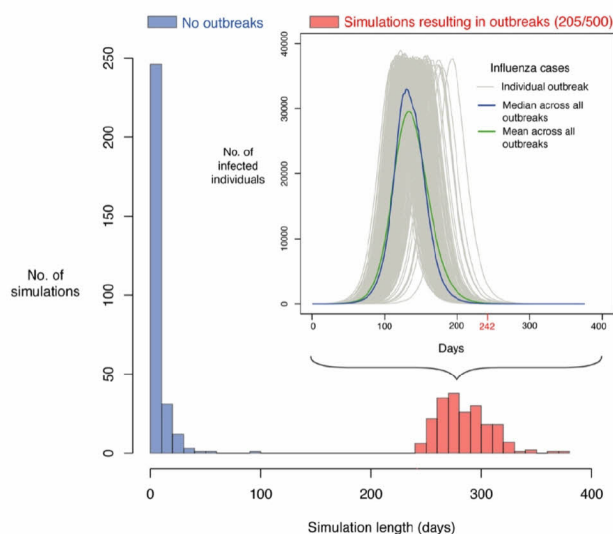 No outbreaks
Simulations resulting in outbreaks (205/500)
250
200
150
100
50
0
No. of
simulations
0
100
200
300
400
Simulation length (days)
40000
30000
20000
10000
0
No. of
infected
individuals
Influenza cases
Individual outbreak
Median across all
outbreaks
Mean across all
outbreaks
0
100
200
242
300
400
Days